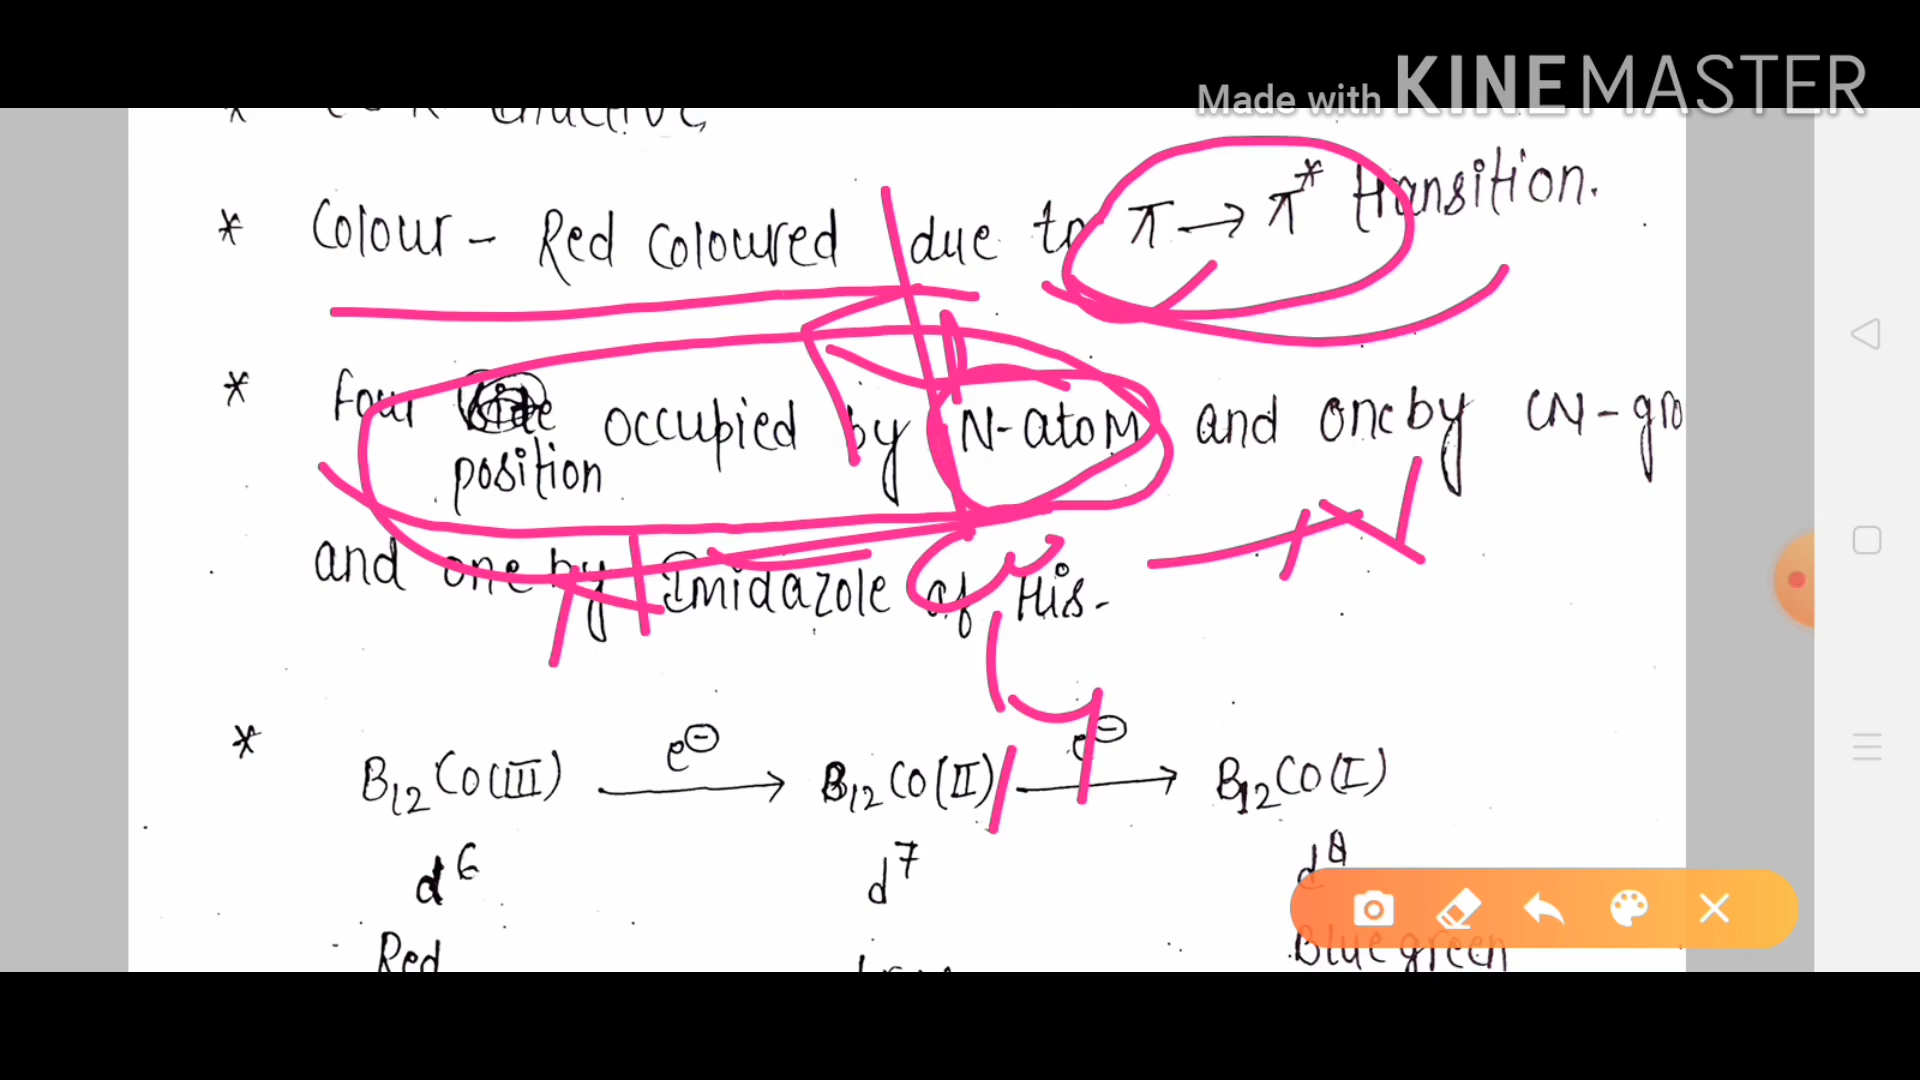 Made with KINEMASTER
* Colour - Red coloured due to π → π* transition.
* Four position occupied by N-atom and one by CN-gro
and one by Imidazole of His-
* B12 CO(III) e⊖ → B12 CO(II) e⊖ → B12 CO(I)
d6 d7 d8
Red Blue green